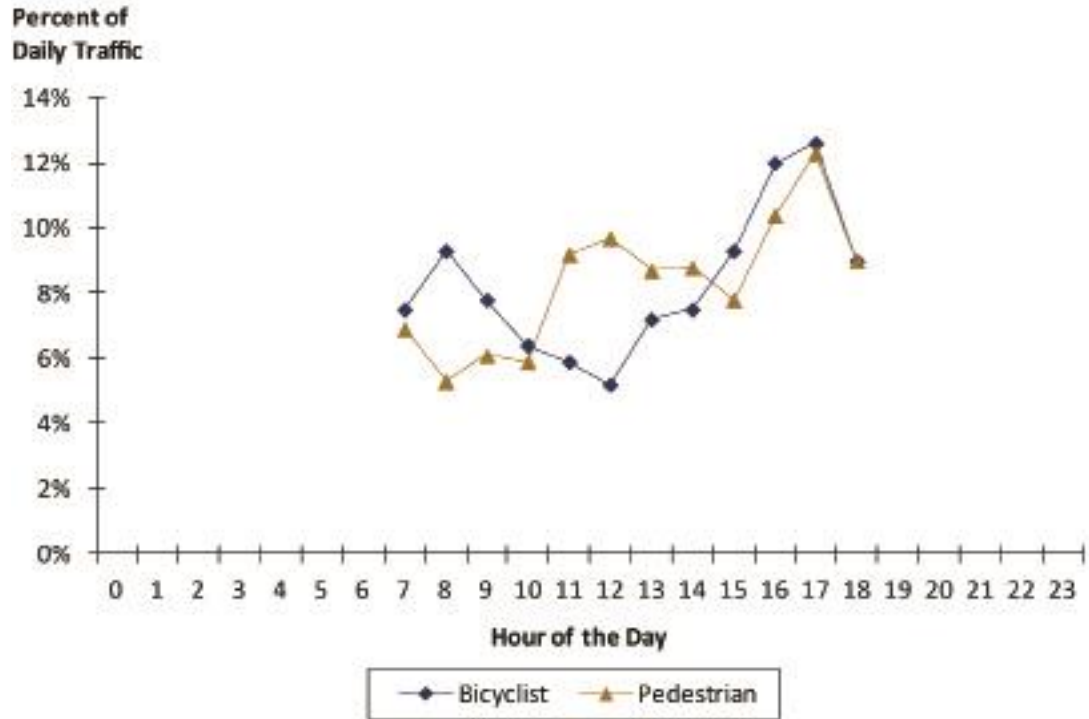 Percent of
Daily Traffic
14%
12%
10%
8%
6%
4%
2%
0%
0 1 2 3 4 5 6 7 8 9 10 11 12 13 14 15 16 17 18 19 20 21 22 23
Hour of the Day
Bicyclist Pedestrian